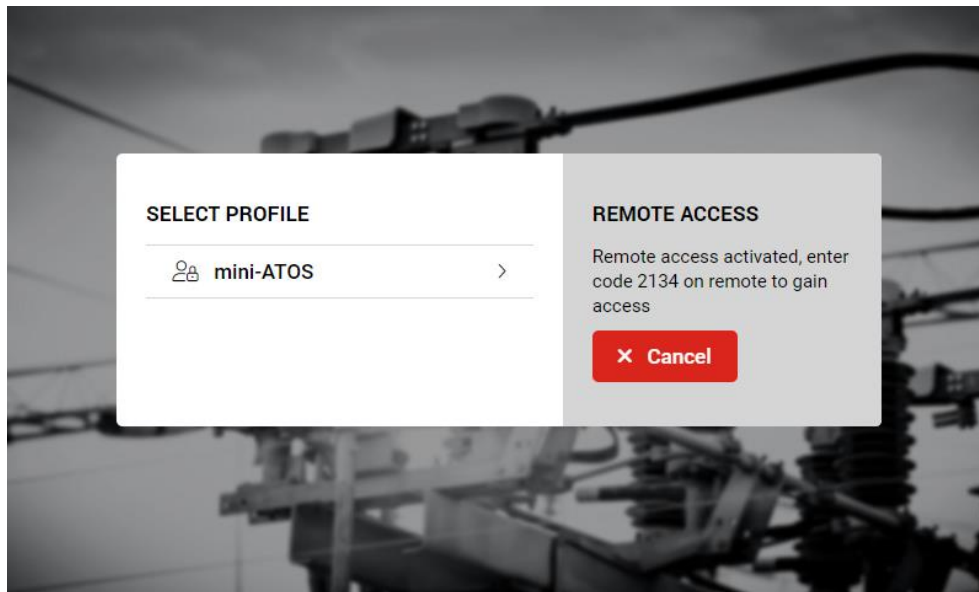 SELECT PROFILE
mini-ATOS
REMOTE ACCESS
Remote access activated, enter
code 2134 on remote to gain
access
Cancel